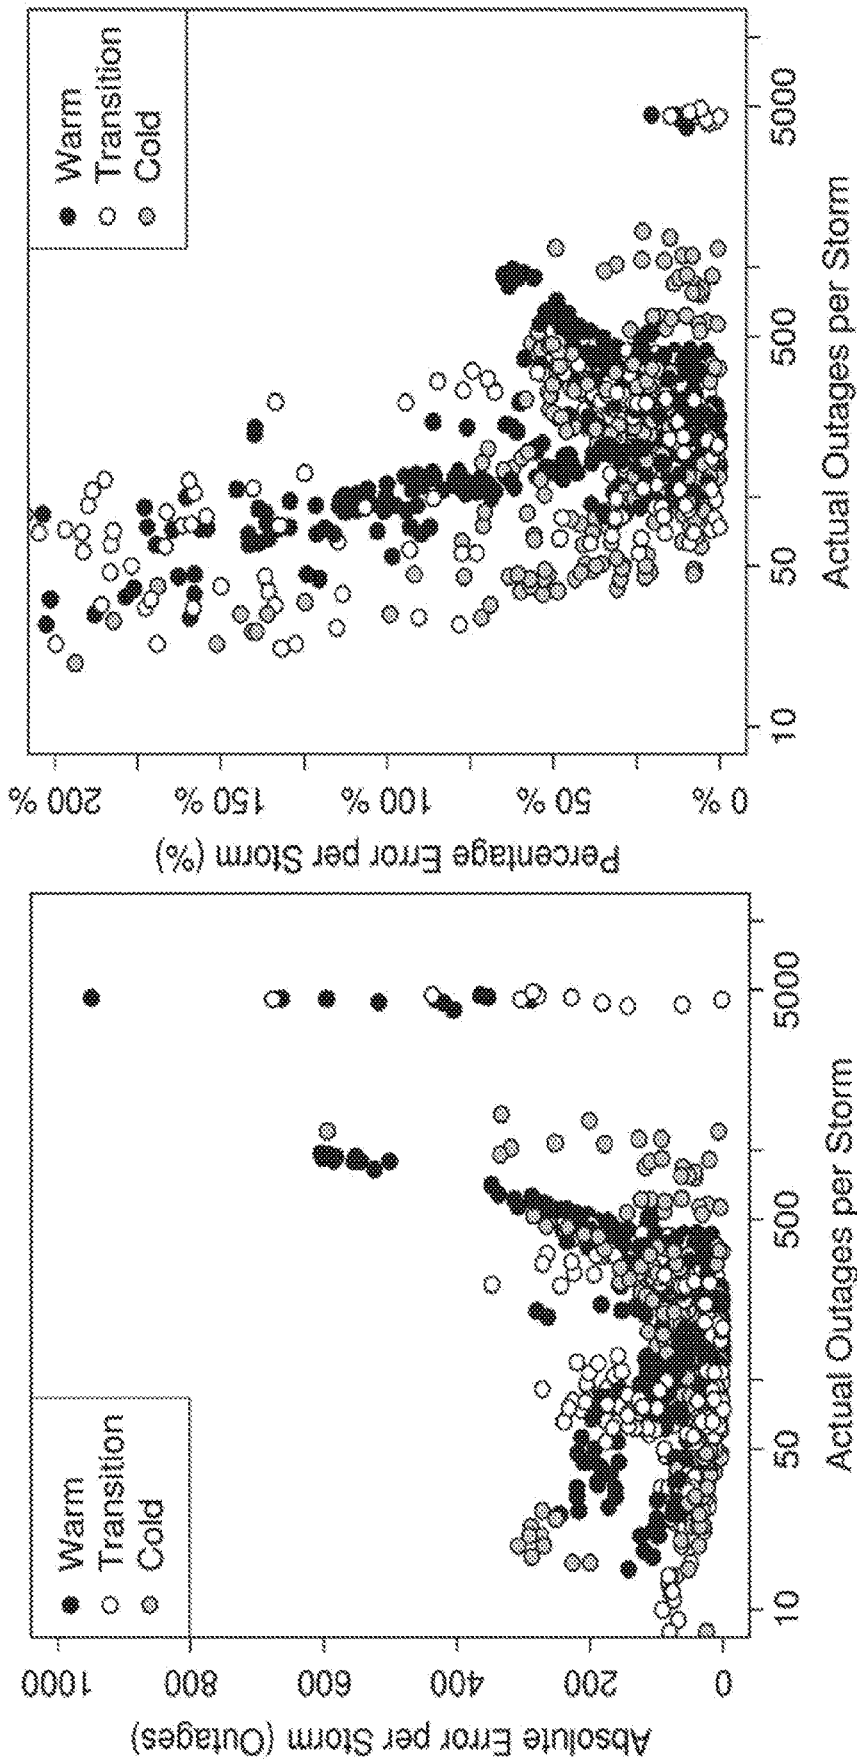 Absolute Error per Storm (Outages)
1000
800
600
400
200
0
Warm
Transition
Cold
10
50
500
5000
Actual Outages per Storm
Percentage Error per Storm (%)
200 %
150 %
100 %
50 %
0 %
Warm
Transition
Cold
10
50
500
5000
Actual Outages per Storm